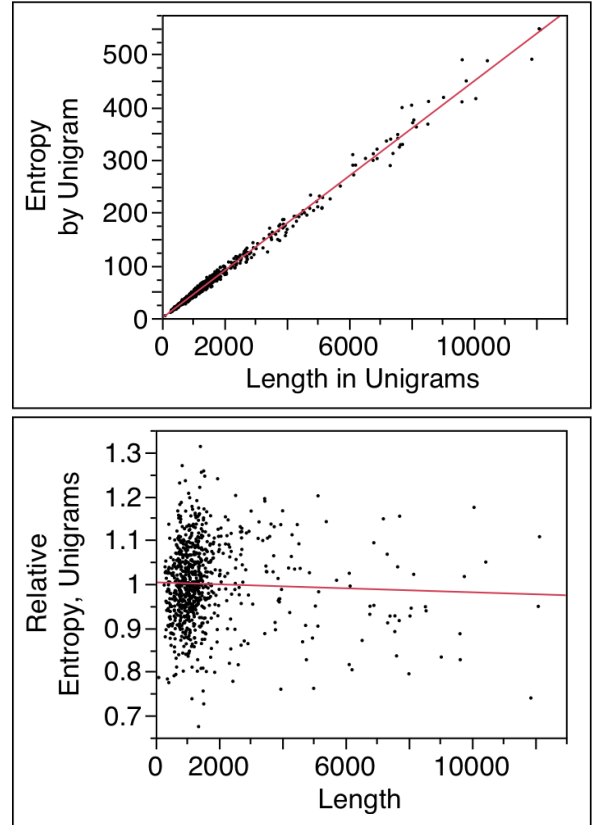 Entropy
by Unigram
500
400
300
200
100
0
0 2000 6000 10000
Length in Unigrams
Relative
Entropy, Unigrams
1.3
1.2
1.1
1
0.9
0.8
0.7
0 2000 6000 10000
Length